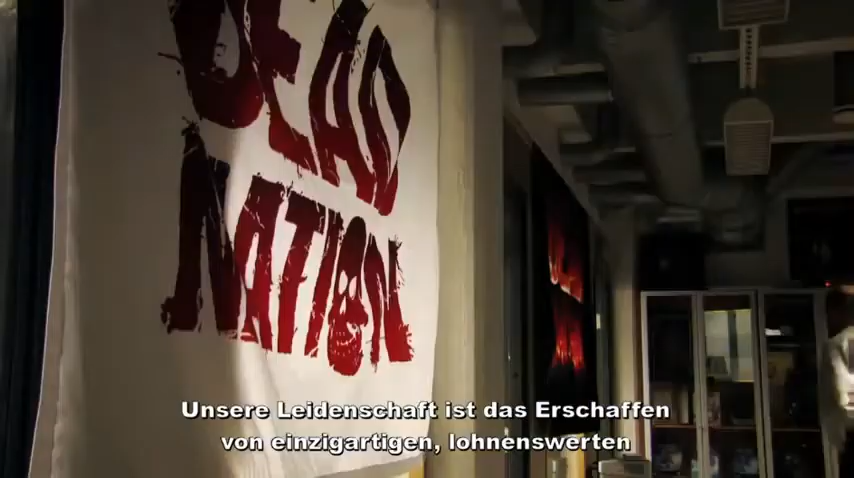 DEAD
NATION
Unsere Leidenschaft ist das Erschaffen
von einzigartigen, lohnenswerten